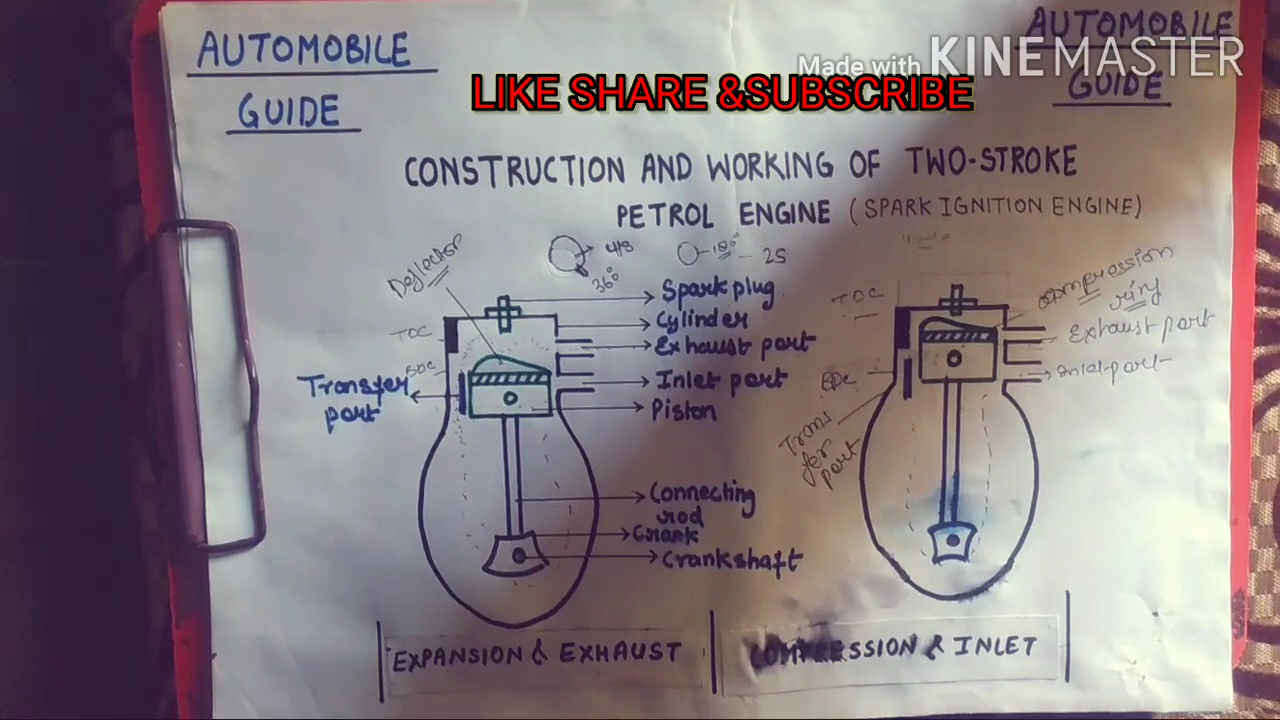 AUTOMOBILE
GUIDE
AUTOMOBILE
GUIDE
Made with KINEMASTER
LIKE SHARE &SUBSCRIBE
CONSTRUCTION AND WORKING OF TWO-STROKE
PETROL ENGINE (SPARK IGNITION ENGINE)
4/S
360°
180° - 2S
Deflector
TDC
BDC
Transfer
port
Spark plug
Cylinder
Exhaust port
Inlet port
Piston
Connecting
rod
Crank
Crankshaft
TDC
BDC
Trans
fer
port
Compression
ring
Exhaust port
Inlet port
EXPANSION & EXHAUST
COMPRESSION & INLET